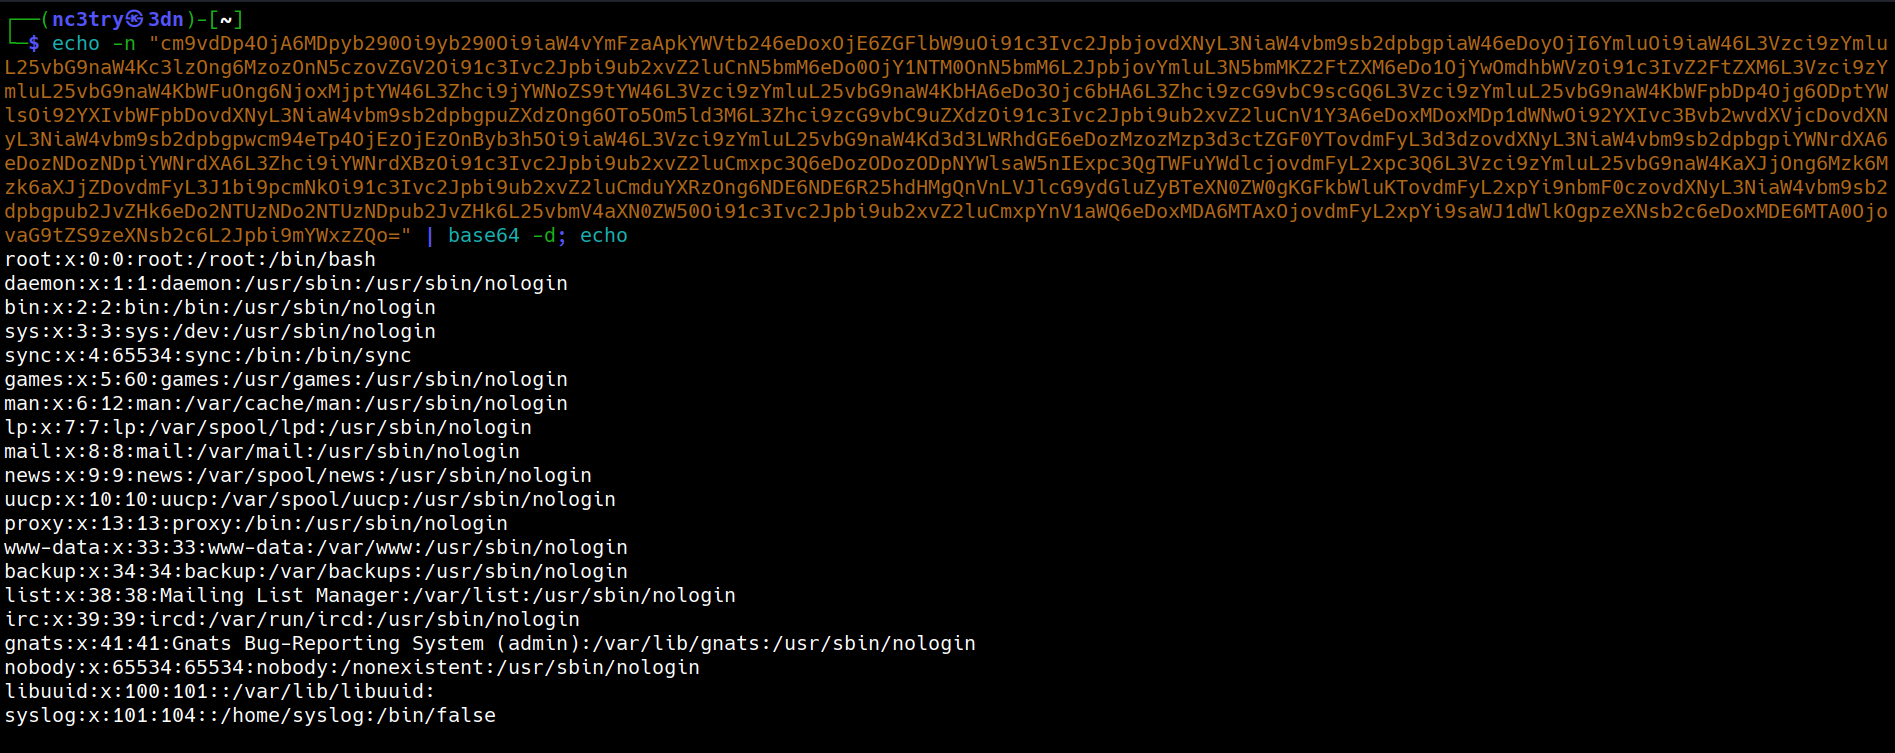 ┌──(nc3try㉿3dn)-[~]
└─$ echo -n "cm9vdDp4OjA6MDpyb290Oi9yb290Oi9iaW4vYmFzaApkYWVtb246eDoxOjE6ZGFlbW9uOi91c3Ivc2JpbjovdXNyL3NiaW4vbm9sb2dpbgpiaW46eDoyOjI6YmluOi9iaW46L3Vzci9zYmlu
L25vbG9naW4Kc3lzOng6MzozOnN5czovZGV2Oi91c3Ivc2Jpbi9ub2xvZ2luCnN5bmM6eDo0OjY1NTM0OnN5bmM6L2JpbjovYmluL3N5bmMKZ2FtZXM6eDo1OjYwOmdhbWVzOi91c3IvZ2FtZXM6L3Vzci9zY
mluL25vbG9naW4KbWFuOng6NjoxMjptYW46L3Zhci9jYWNoZS9tYW46L3Vzci9zYmluL25vbG9naW4KbHA6eDo3Ojc6bHA6L3Zhci9zcG9vbC9scGQ6L3Vzci9zYmluL25vbG9naW4KbWFpbDp4Ojg6ODptYW
lsOi92YXIvbWFpbDovdXNyL3NiaW4vbm9sb2dpbgpuZXdzOng6OTo5Om5ld3M6L3Zhci9zcG9vbC9uZXdzOi91c3Ivc2Jpbi9ub2xvZ2luCnV1Y3A6eDoxMDoxMDp1dWNwOi92YXIvc3Bvb2wvdXVjcDovdXN
yL3NiaW4vbm9sb2dpbgpwcm94eTp4OjEzOjEzOnByb3h5Oi9iaW46L3Vzci9zYmluL25vbG9naW4Kd3d3LWRhdGE6eDozMzozMzp3d3ctZGF0YTovdmFyL3d3dzovdXNyL3NiaW4vbm9sb2dpbgpiYWNrdXA6
eDozNDozNDpiYWNrdXA6L3Zhci9iYWNrdXBzOi91c3Ivc2Jpbi9ub2xvZ2luCmxpc3Q6eDozODozODpNYWlsaW5nIExpc3QgTWFuYWdlcjovdmFyL2xpc3Q6L3Vzci9zYmluL25vbG9naW4KaXJjOng6Mzk6M
zk6aXJjZDovdmFyL3J1bi9pcmNkOi91c3Ivc2Jpbi9ub2xvZ2luCmduYXRzOng6NDE6NDE6R25hdHMgQnVnLVJlcG9ydGluZyBTeXN0ZW0gKGFkbWluKTovdmFyL2xpYi9nbmF0czovdXNyL3NiaW4vbm9sb2
dpbgpub2JvZHk6eDo2NTUzNDo2NTUzNDpub2JvZHk6L25vbmV4aXN0ZW50Oi91c3Ivc2Jpbi9ub2xvZ2luCmxpYnV1aWQ6eDoxMDA6MTAxOjovdmFyL2xpYi9saWJ1dWlkOgpzeXNsb2c6eDoxMDE6MTA0Ojo
vaG9tZS9zeXNsb2c6L2Jpbi9mYWxzZQo=" | base64 -d; echo
root:x:0:0:root:/root:/bin/bash
daemon:x:1:1:daemon:/usr/sbin:/usr/sbin/nologin
bin:x:2:2:bin:/bin:/usr/sbin/nologin
sys:x:3:3:sys:/dev:/usr/sbin/nologin
sync:x:4:65534:sync:/bin:/bin/sync
games:x:5:60:games:/usr/games:/usr/sbin/nologin
man:x:6:12:man:/var/cache/man:/usr/sbin/nologin
lp:x:7:7:lp:/var/spool/lpd:/usr/sbin/nologin
mail:x:8:8:mail:/var/mail:/usr/sbin/nologin
news:x:9:9:news:/var/spool/news:/usr/sbin/nologin
uucp:x:10:10:uucp:/var/spool/uucp:/usr/sbin/nologin
proxy:x:13:13:proxy:/bin:/usr/sbin/nologin
www-data:x:33:33:www-data:/var/www:/usr/sbin/nologin
backup:x:34:34:backup:/var/backups:/usr/sbin/nologin
list:x:38:38:Mailing List Manager:/var/list:/usr/sbin/nologin
irc:x:39:39:ircd:/var/run/ircd:/usr/sbin/nologin
gnats:x:41:41:Gnats Bug-Reporting System (admin):/var/lib/gnats:/usr/sbin/nologin
nobody:x:65534:65534:nobody:/nonexistent:/usr/sbin/nologin
libuuid:x:100:101::/var/lib/libuuid:
syslog:x:101:104::/home/syslog:/bin/false